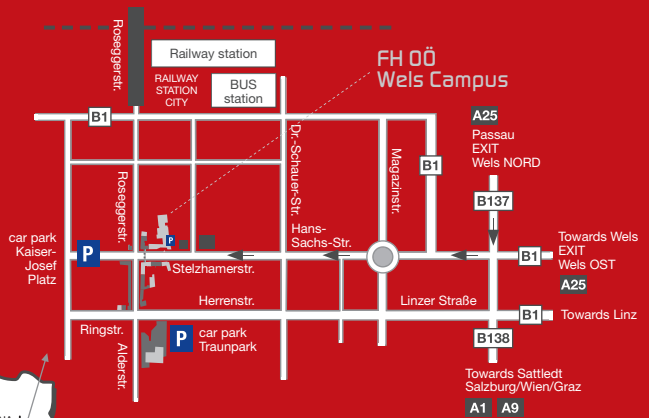 Roseggerstr.
Railway station
RAILWAY
STATION
CITY
BUS
station
FH OÖ
Wels Campus
B1
Dr.-Schauer-Str.
Magazinstr.
B1
A25
Passau
EXIT
Wels NORD
B137
Roseggerstr.
car park
Kaiser-
Josef
Platz
P
P
Stelzhamerstr.
Hans-
Sachs-Str.
B1
Towards Wels
EXIT
Wels OST
A25
Herrenstr.
Linzer Straße
B1
Towards Linz
Ringstr.
Alderstr.
P
car park
Traunpark
B138
Towards Sattledt
Salzburg/Wien/Graz
A1
A9